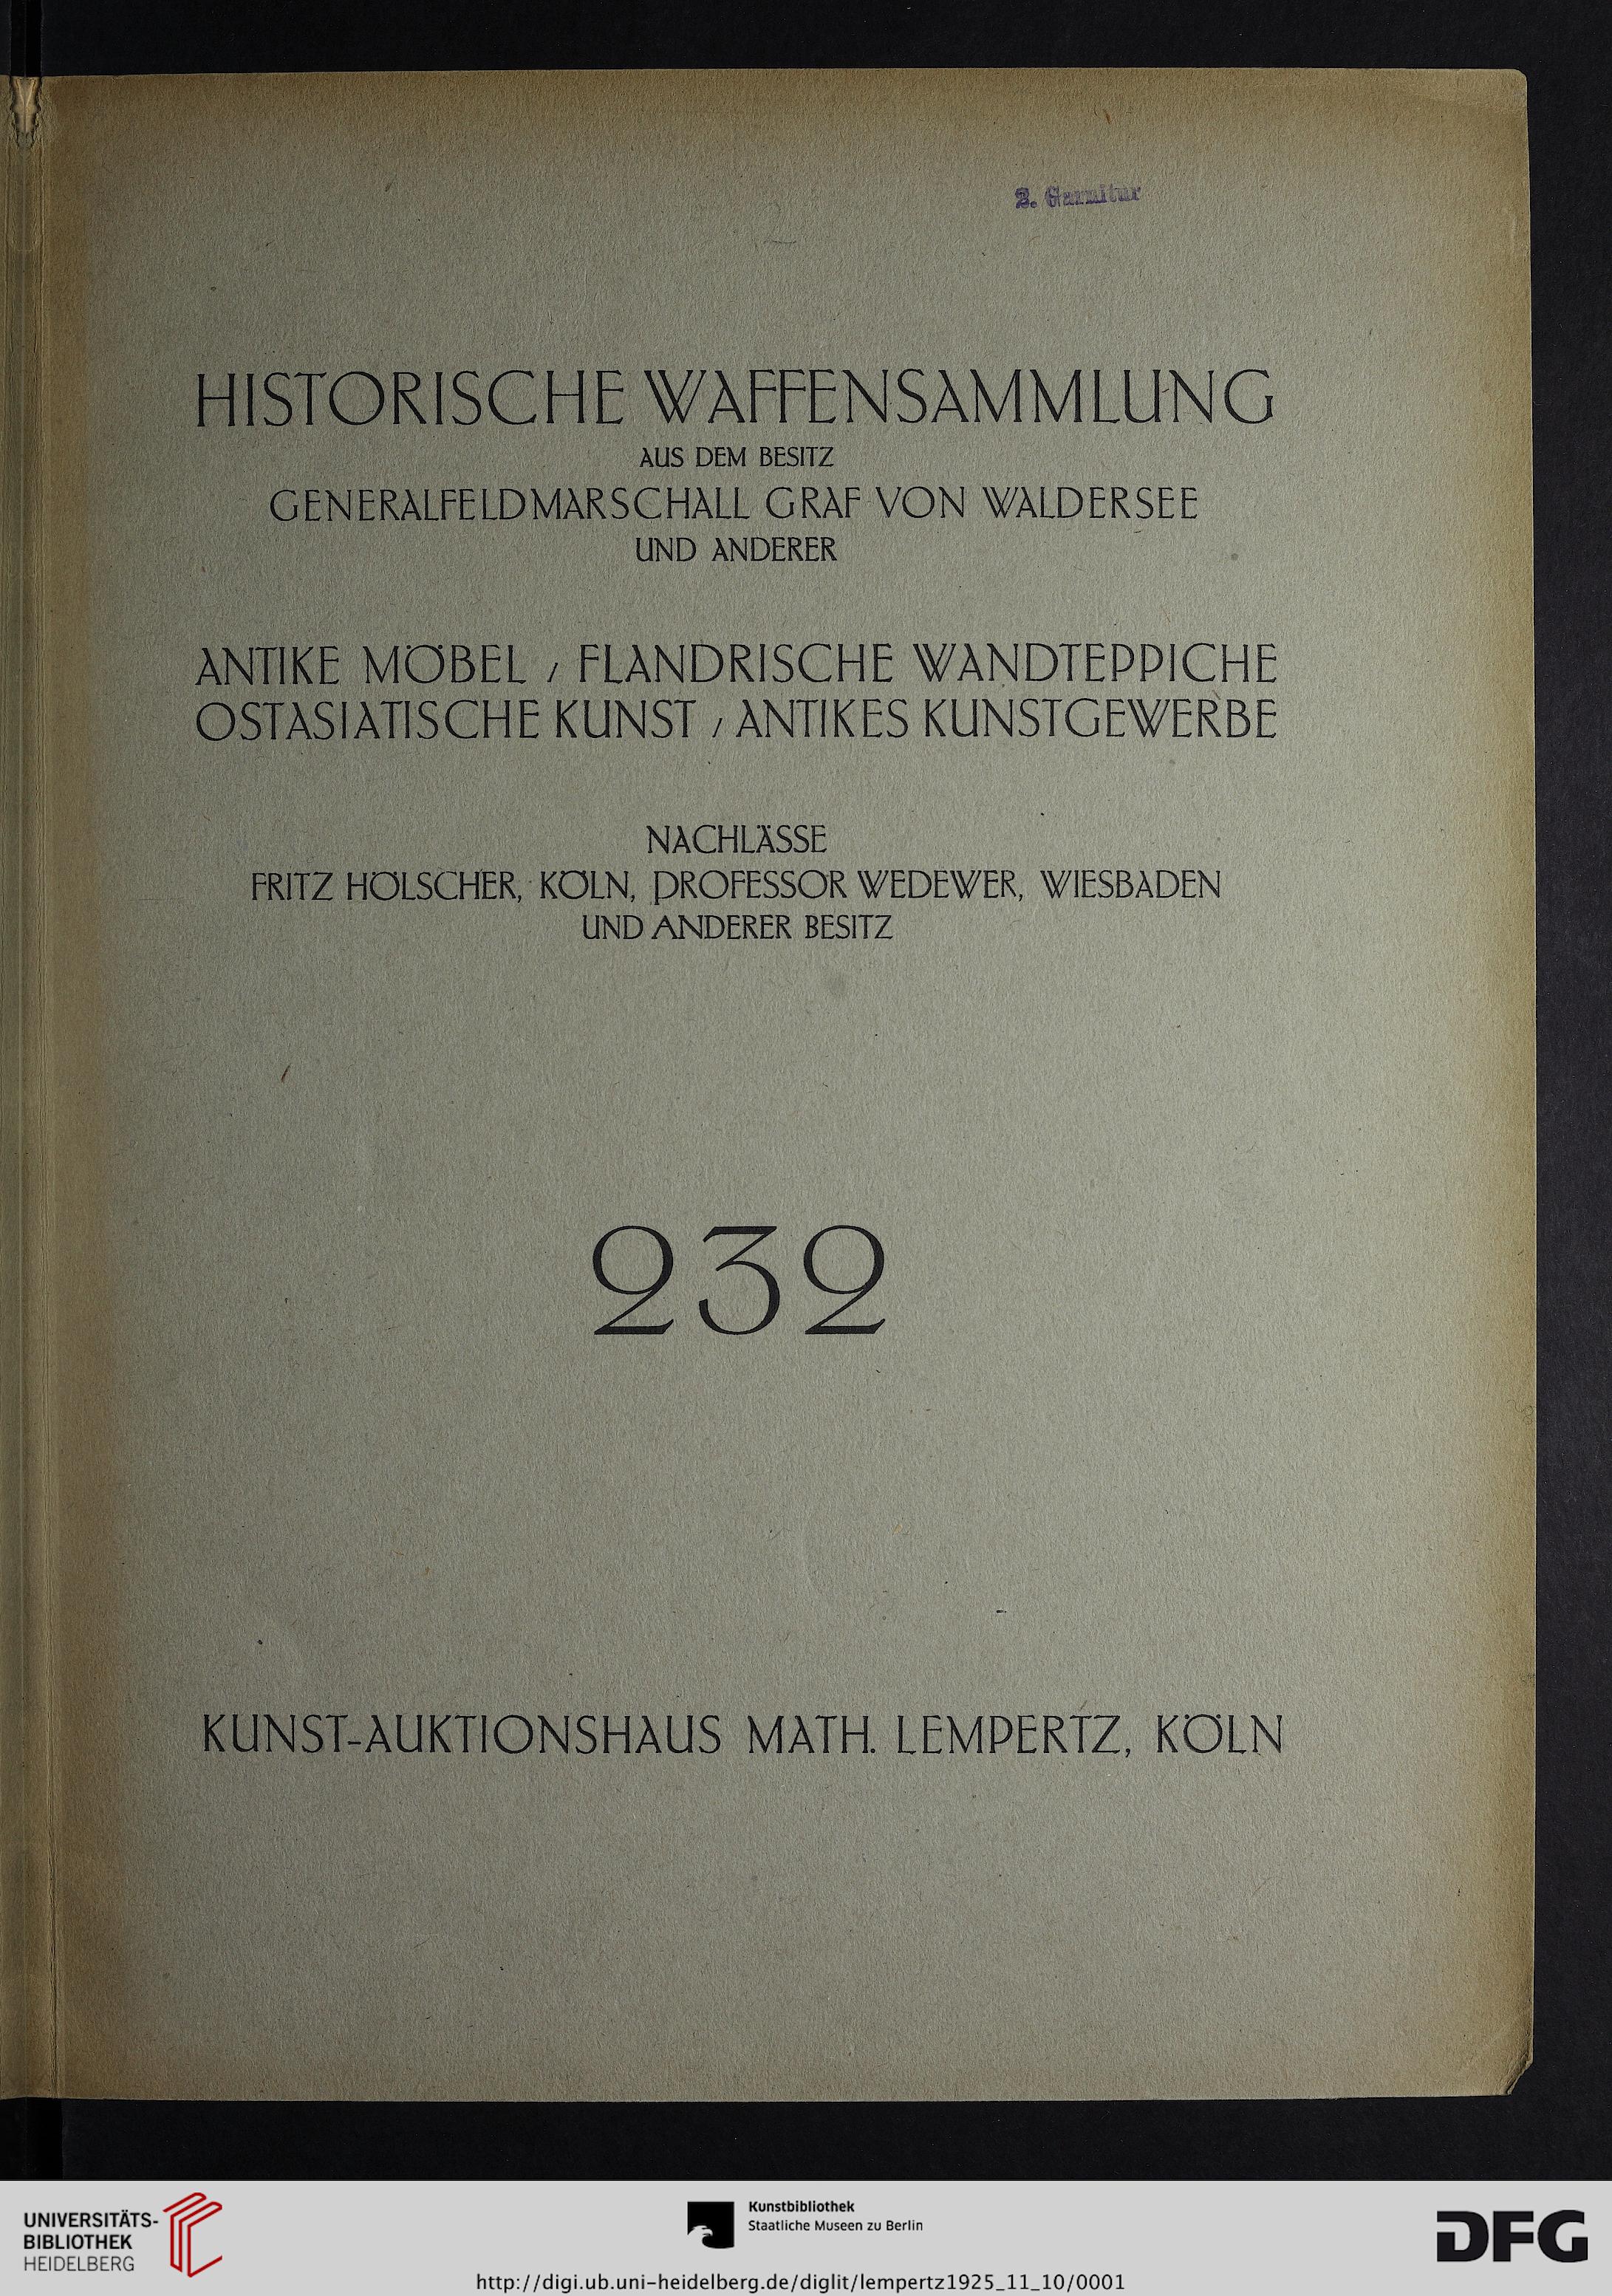 2. Garnitur
HISTORISCHE WAFFENSAMMLUNG
AUS DEM BESITZ
GENERALFELDMARSCHALL GRAF VON WALDERSEE
UND ANDERER
ANTIKE MÖBEL / FLANDRISCHE WANDTEPPICHE
OSTASIATISCHE KUNST / ANTIKES KUNSTGEWERBE
NACHLÄSSE
FRITZ HÖLSCHER, KÖLN, PROFESSOR WEDEWER, WIESBADEN
UND ANDERER BESITZ
232
KUNST-AUKTIONSHAUS MATH. LEMPERTZ, KÖLN
UNIVERSITÄTS-
BIBLIOTHEK
HEIDELBERG
Kunstbibliothek
Staatliche Museen zu Berlin
DFG
http://digi.ub.uni-heidelberg.de/diglit/lempertz1925_11_10/0001